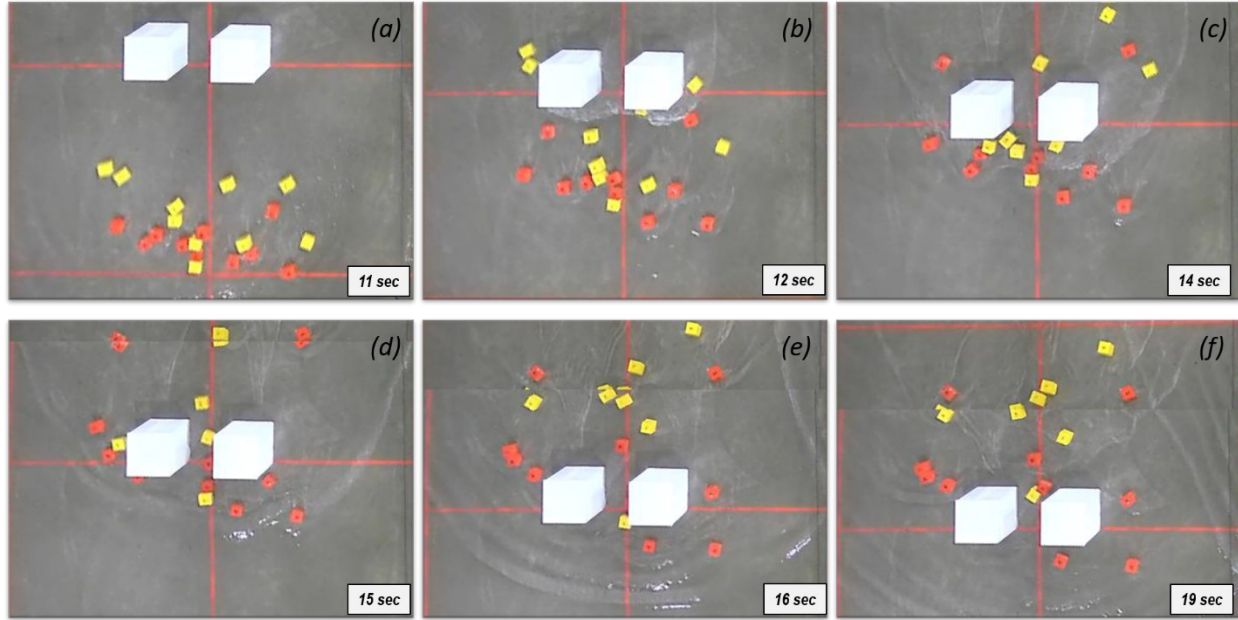 (a)
11 sec
(b)
12 sec
(c)
14 sec
(d)
15 sec
(e)
16 sec
(f)
19 sec